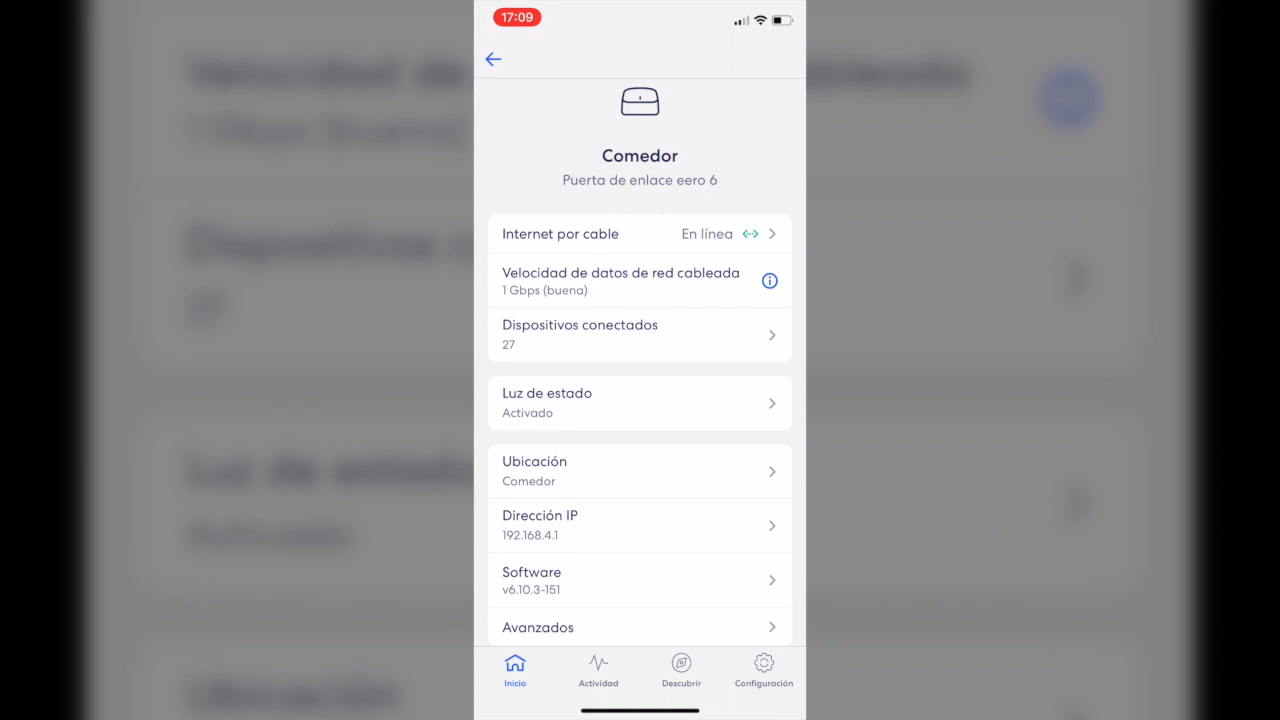 17:09
Comedor
Puerta de enlace eero 6
Internet por cable
En línea
Velocidad de datos de red cableada
1 Gbps (buena)
Dispositivos conectados
27
Luz de estado
Activado
Ubicación
Comedor
Dirección IP
192.168.4.1
Software
v6.10.3-151
Avanzados
Inicio
Actividad
Descubrir
Configuración